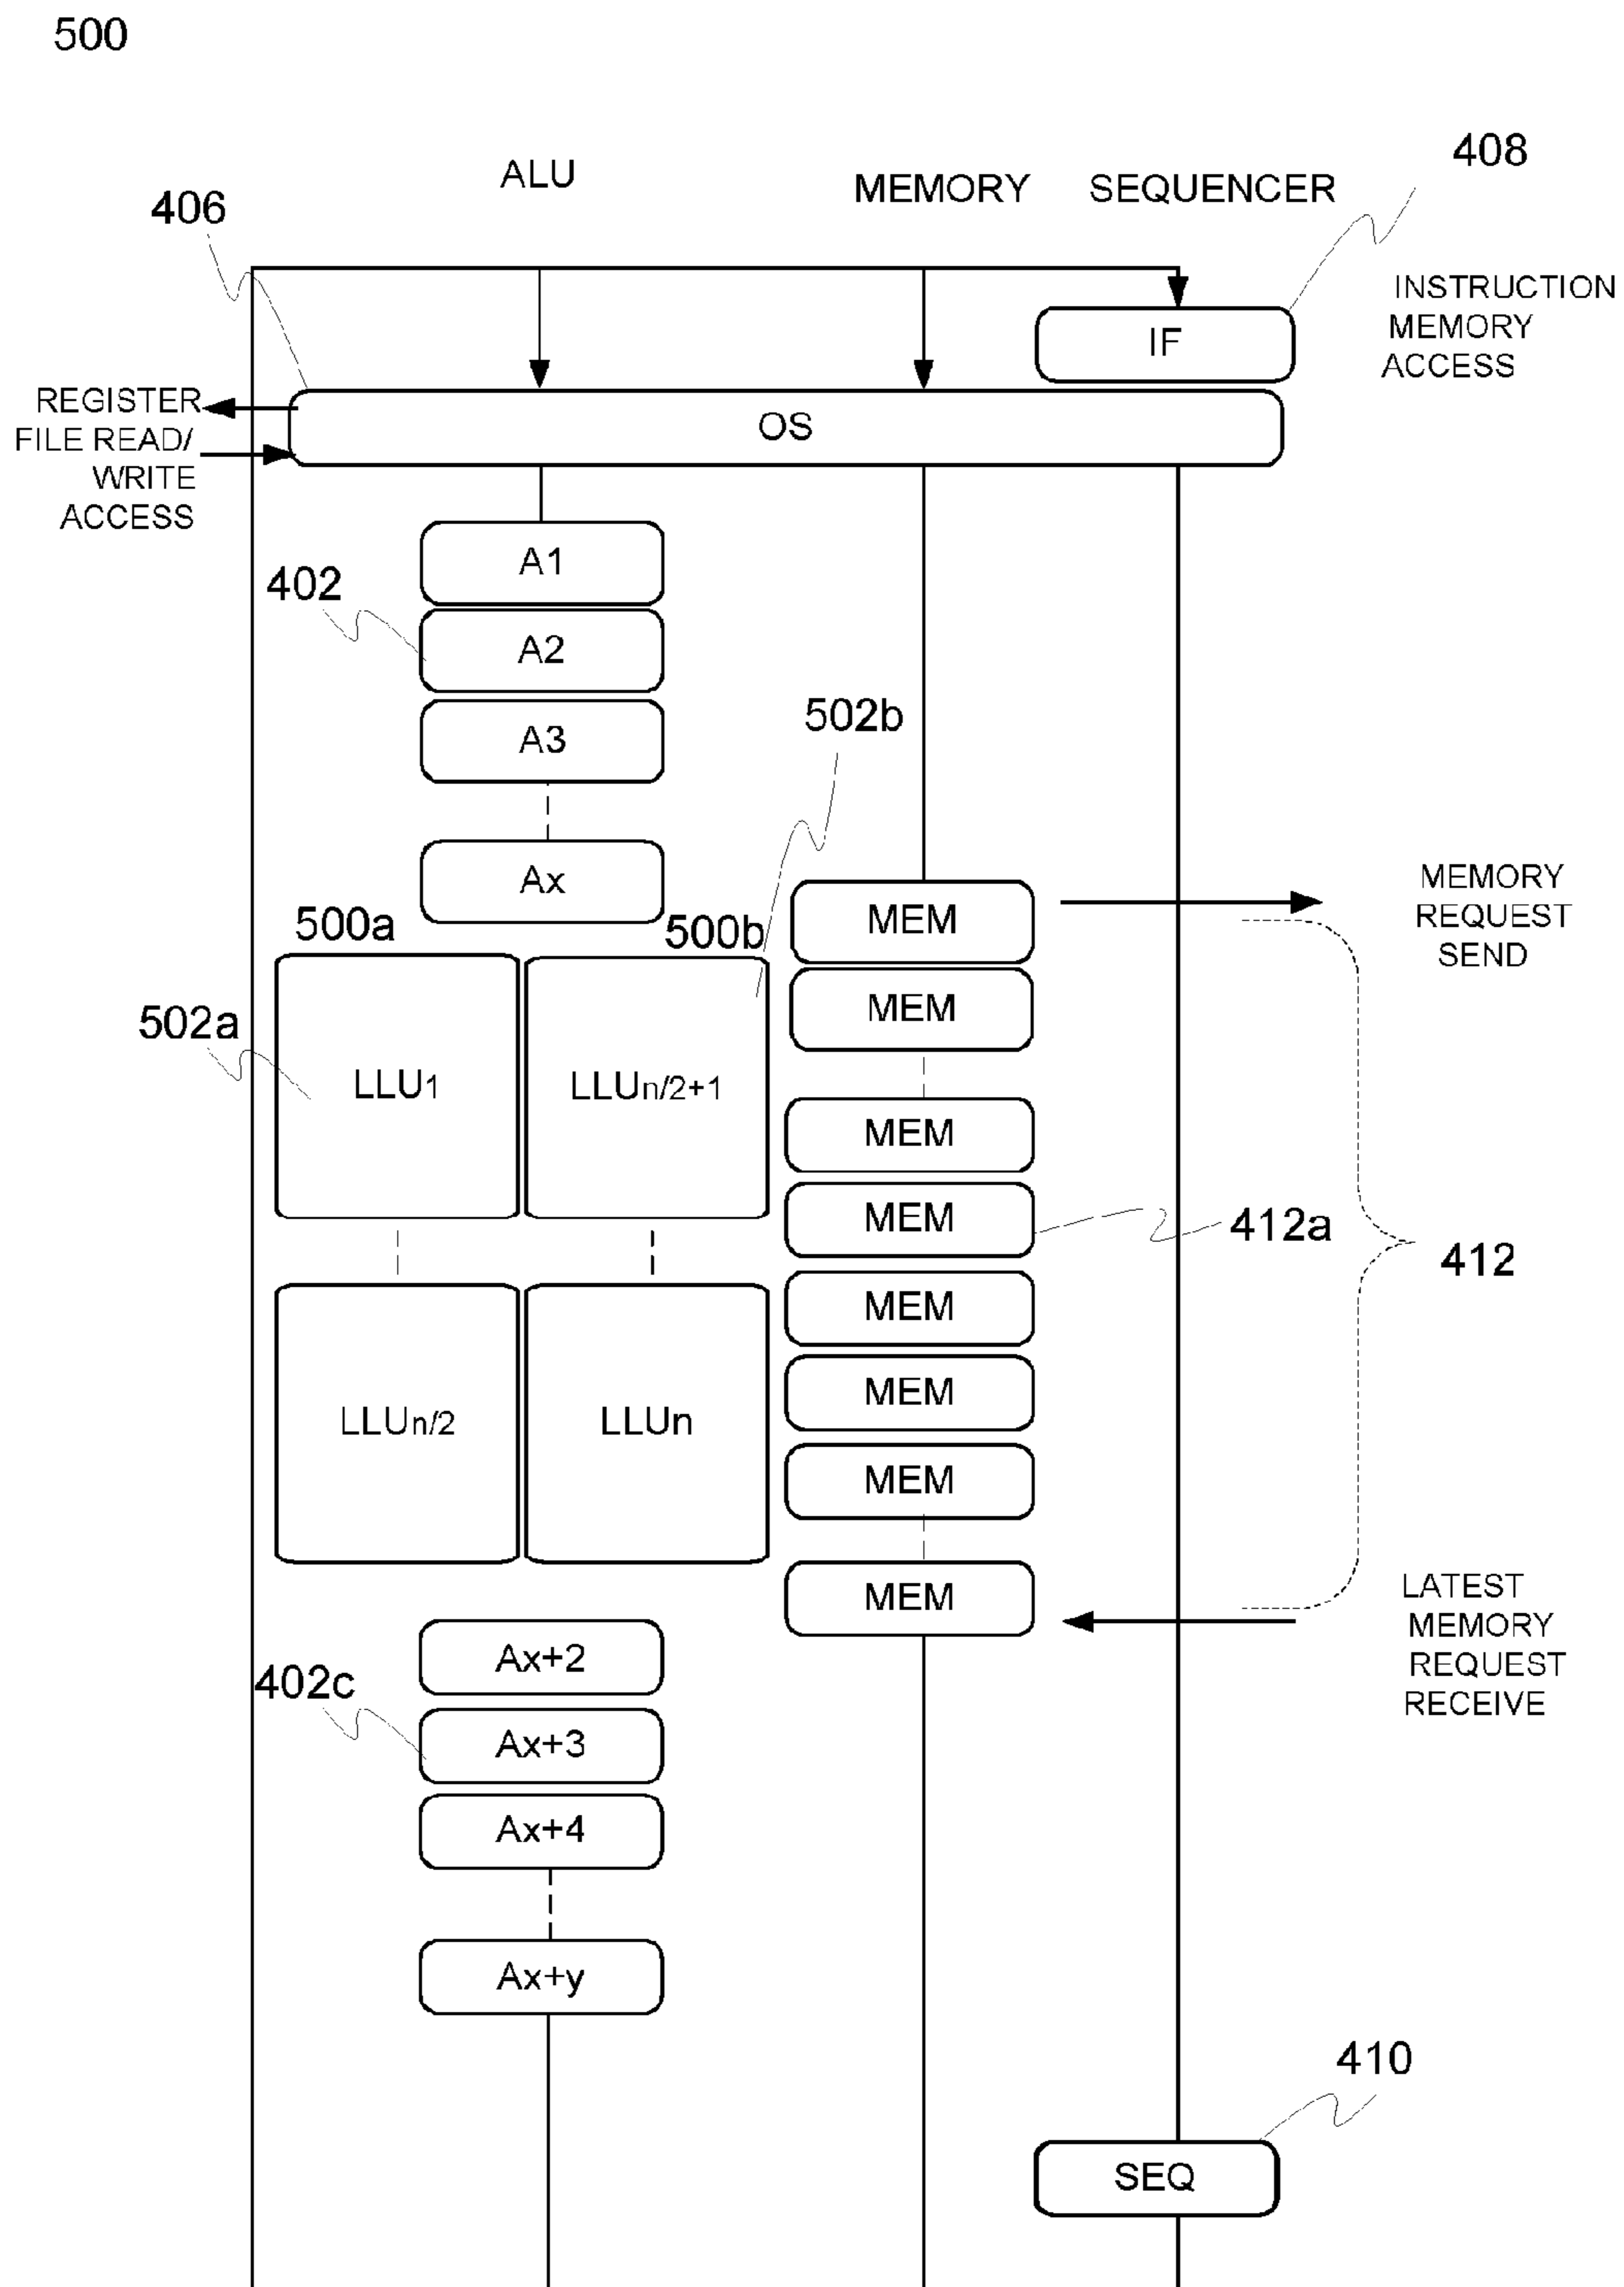 500
408
ALU
MEMORY
SEQUENCER
406
INSTRUCTION
MEMORY
ACCESS
IF
REGISTER
FILE READ/
WRITE
ACCESS
OS
A1
402
A2
502b
A3
Ax
MEMORY
REQUEST
SEND
500a
500b
MEM
MEM
502a
LLU1
LLUn/2+1
MEM
MEM
412a
412
MEM
MEM
LLUn/2
LLUn
MEM
MEM
LATEST
MEMORY
REQUEST
RECEIVE
Ax+2
402c
Ax+3
Ax+4
Ax+y
410
SEQ